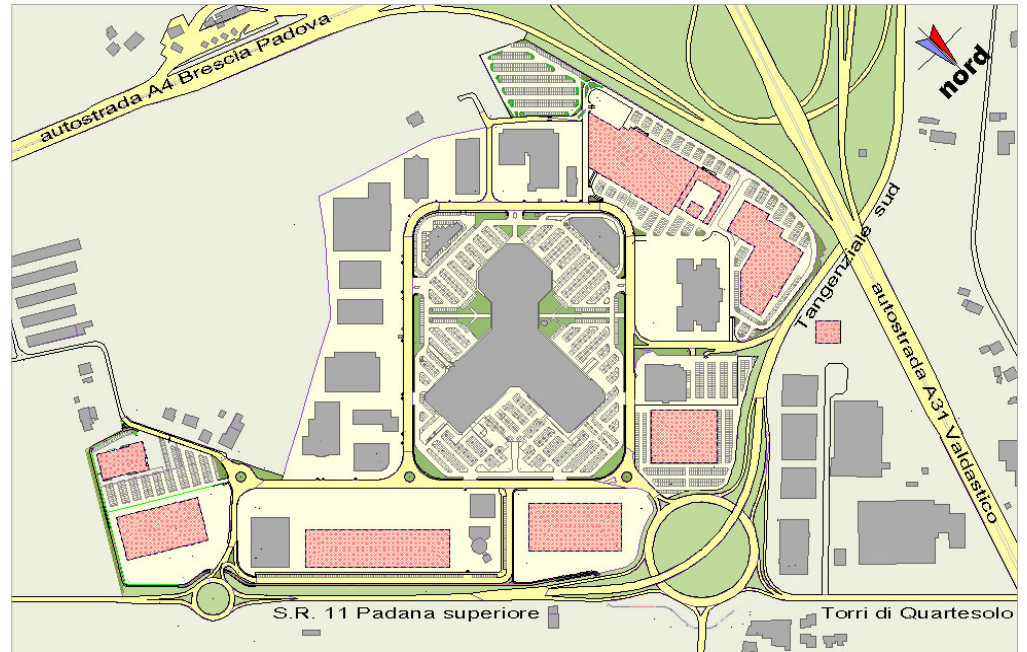 autostrada A4 Brescia Padova
nord
Tangenziale sud
autostrada A31 Valdastico
S.R. 11 Padana superiore
Torri di Quartesolo